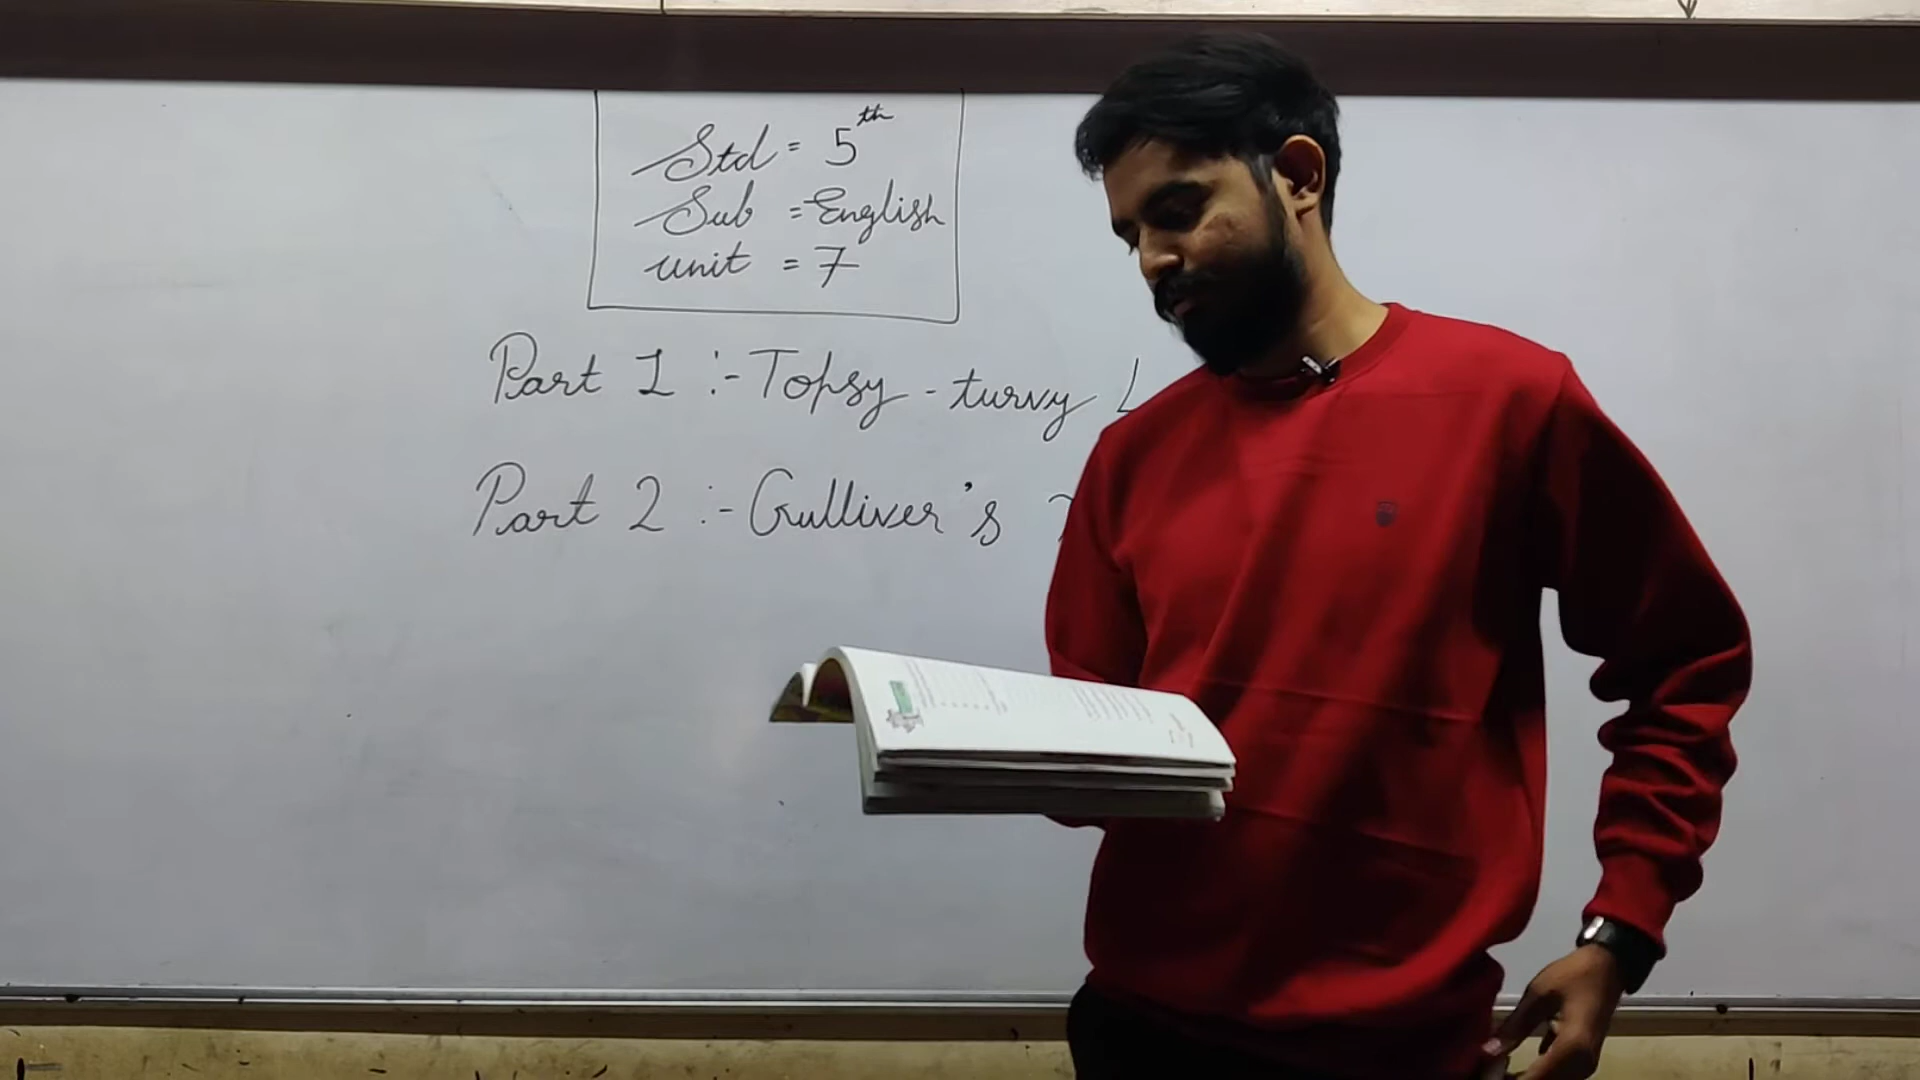 Std = 5th
Sub = English
unit = 7
Part 1 :- Topsy - turvy L
Part 2 :- Gulliver's